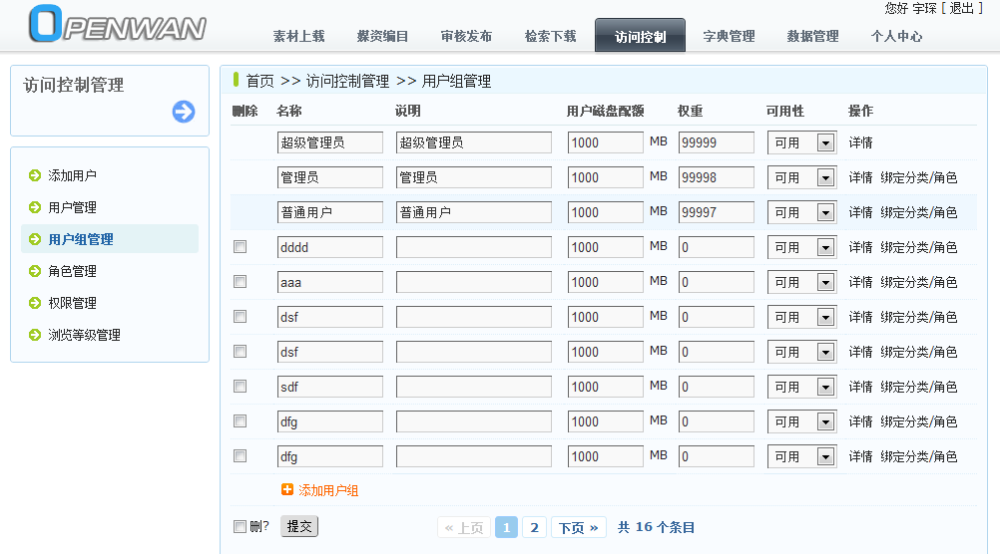 您好 宇琛 [ 退出 ]
OPENWAN
素材上载 媒资编目 审核发布 检索下载 访问控制 字典管理 数据管理 个人中心
访问控制管理
添加用户
用户管理
用户组管理
角色管理
权限管理
浏览等级管理
首页 >> 访问控制管理 >> 用户组管理
删除 名称 说明 用户磁盘配额 权重 可用性 操作
超级管理员 超级管理员 1000 MB 99999 可用 详情
管理员 管理员 1000 MB 99998 可用 详情 绑定分类/角色
普通用户 普通用户 1000 MB 99997 可用 详情 绑定分类/角色
dddd 1000 MB 0 可用 详情 绑定分类/角色
aaa 1000 MB 0 可用 详情 绑定分类/角色
dsf 1000 MB 0 可用 详情 绑定分类/角色
dsf 1000 MB 0 可用 详情 绑定分类/角色
sdf 1000 MB 0 可用 详情 绑定分类/角色
dfg 1000 MB 0 可用 详情 绑定分类/角色
dfg 1000 MB 0 可用 详情 绑定分类/角色
添加用户组
删? 提交 « 上页 1 2 下页 » 共 16 个条目